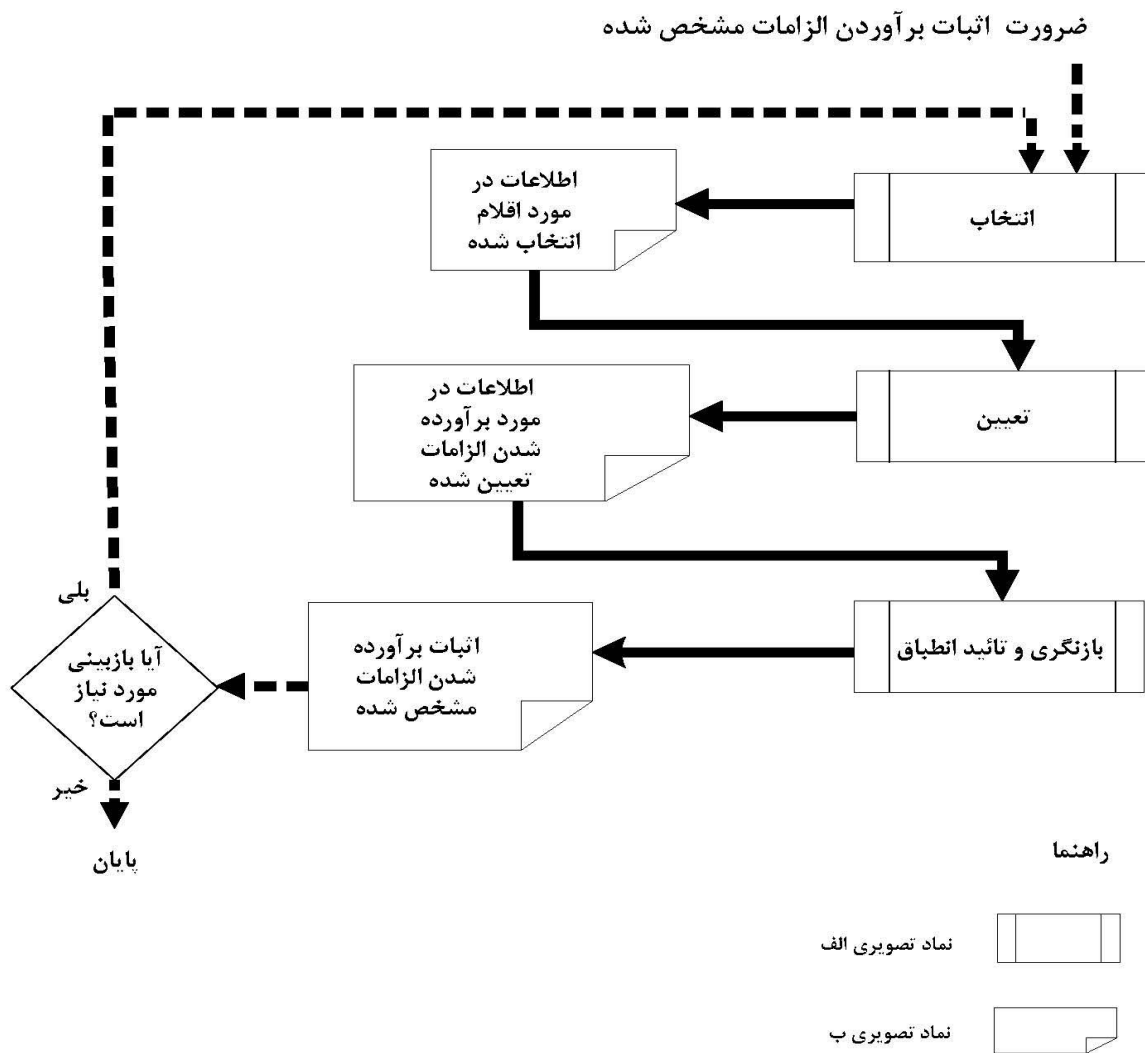 ضرورت اثبات برآوردن الزامات مشخص شده
انتخاب
اطلاعات در
مورد اقلام
انتخاب شده
تعیین
اطلاعات در
مورد برآورده
شدن الزامات
تعیین شده
بازنگری و تائید انطباق
اثبات برآورده
شدن الزامات
مشخص شده
بلی
آیا بازبینی
مورد نیاز
است؟
خیر
پایان
راهنما
نماد تصویری الف
نماد تصویری ب